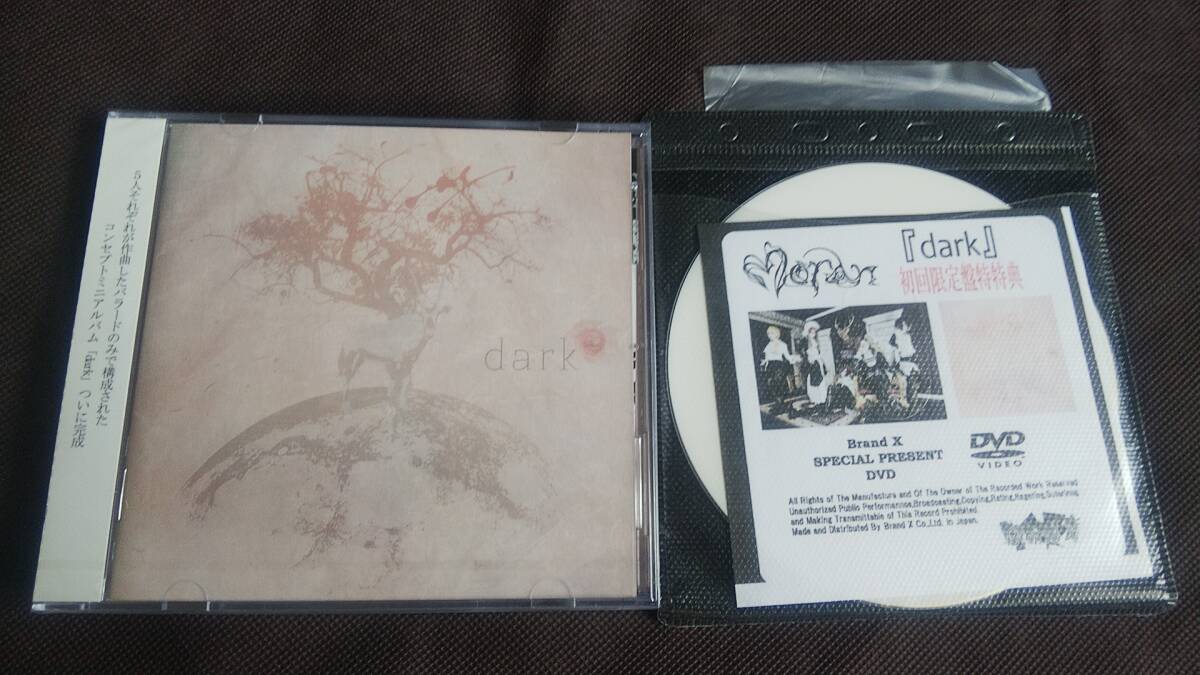 5人それぞれが作曲したバラードのみで構成された
コンセプトミニアルバム「dark」ついに完成
dark
『dark』
Moran
初回限定盤特特典
Brand X
SPECIAL PRESENT
DVD
DVD
VIDEO
All Rights of The Manufacture and Of The Owner of The Recorded Work Reserved
Unauthorized Public Performannce,Broadcasting,Copying,Rating,Regering,Suterinig
and Making Transmittable of This Record Prohibited.
Made and Distributed By Brand X Co.,Ltd. in Japan.